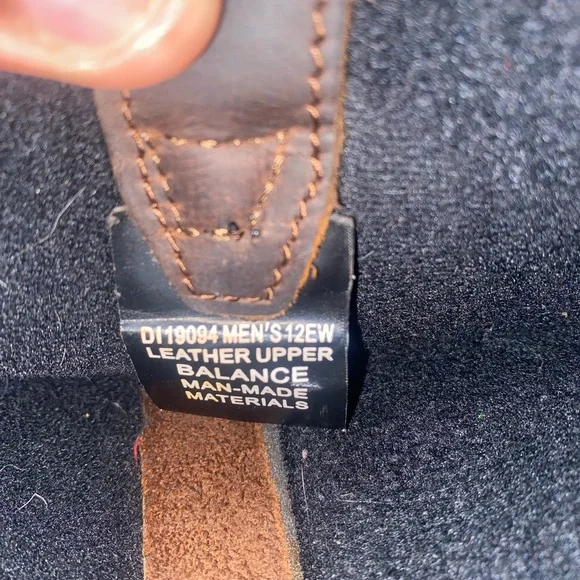 DI19094 MEN'S 12EW
LEATHER UPPER
BALANCE
MAN-MADE
MATERIALS